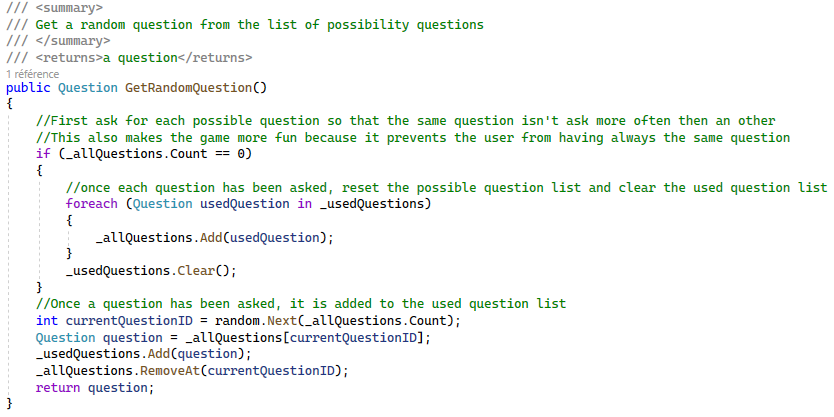 /// <summary>
/// Get a random question from the list of possibility questions
/// </summary>
/// <returns>a question</returns>
1 référence
public Question GetRandomQuestion()
{
//First ask for each possible question so that the same question isn't ask more often then an other
//This also makes the game more fun because it prevents the user from having always the same question
if (_allQuestions.Count == 0)
{
//once each question has been asked, reset the possible question list and clear the used question list
foreach (Question usedQuestion in _usedQuestions)
{
_allQuestions.Add(usedQuestion);
}
_usedQuestions.Clear();
}
//Once a question has been asked, it is added to the used question list
int currentQuestionID = random.Next(_allQuestions.Count);
Question question = _allQuestions[currentQuestionID];
_usedQuestions.Add(question);
_allQuestions.RemoveAt(currentQuestionID);
return question;
}